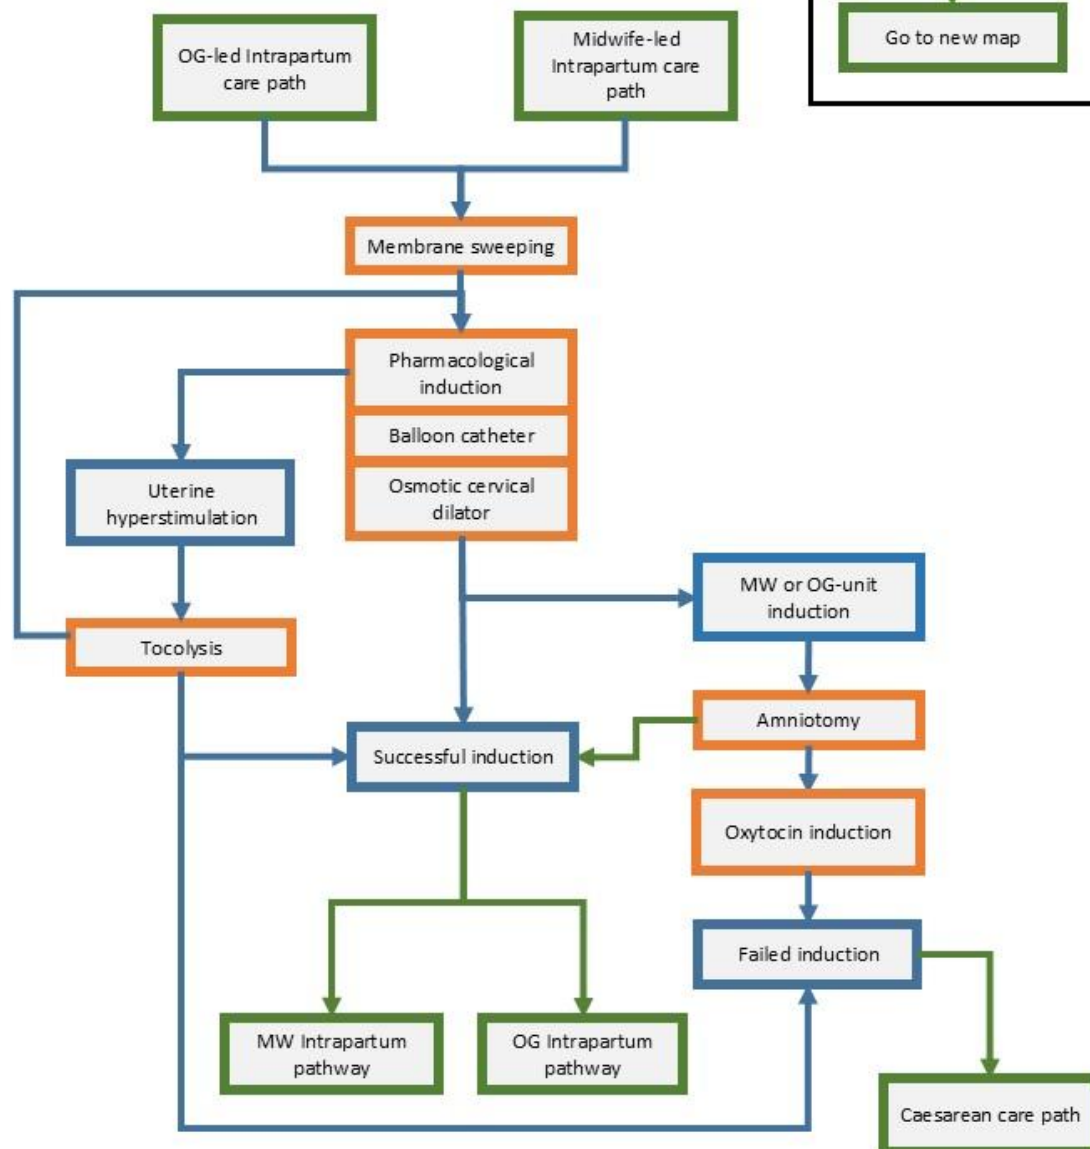 Go to new map
OG-led Intrapartum
care path
Midwife-led
Intrapartum care
path
Membrane sweeping
Pharmacological
induction
Balloon catheter
Osmotic cervical
dilator
Uterine
hyperstimulation
MW or OG-unit
induction
Tocolysis
Amniotomy
Successful induction
Oxytocin induction
Failed induction
MW Intrapartum
pathway
OG Intrapartum
pathway
Caesarean care path